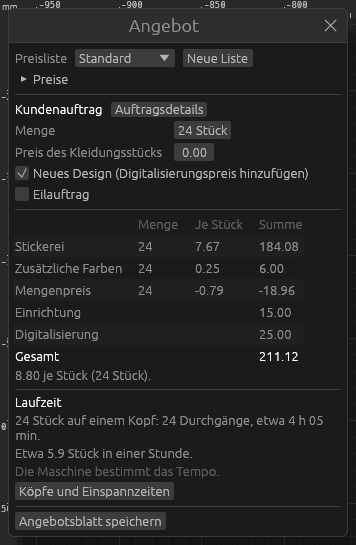 mm -950 -900 -850 -800
Angebot
Preisliste Standard Neue Liste
Preise
Kundenauftrag Auftragsdetails
Menge 24 Stück
Preis des Kleidungsstücks 0.00
Neues Design (Digitalisierungspreis hinzufügen)
Eilauftrag
Menge Je Stück Summe
Stickerei 24 7.67 184.08
Zusätzliche Farben 24 0.25 6.00
Mengenpreis 24 -0.79 -18.96
Einrichtung 15.00
Digitalisierung 25.00
Gesamt 211.12
8.80 je Stück (24 Stück).
Laufzeit
24 Stück auf einem Kopf: 24 Durchgänge, etwa 4 h 05
min.
Etwa 5.9 Stück in einer Stunde.
Die Maschine bestimmt das Tempo.
Köpfe und Einspannzeiten
Angebotsblatt speichern